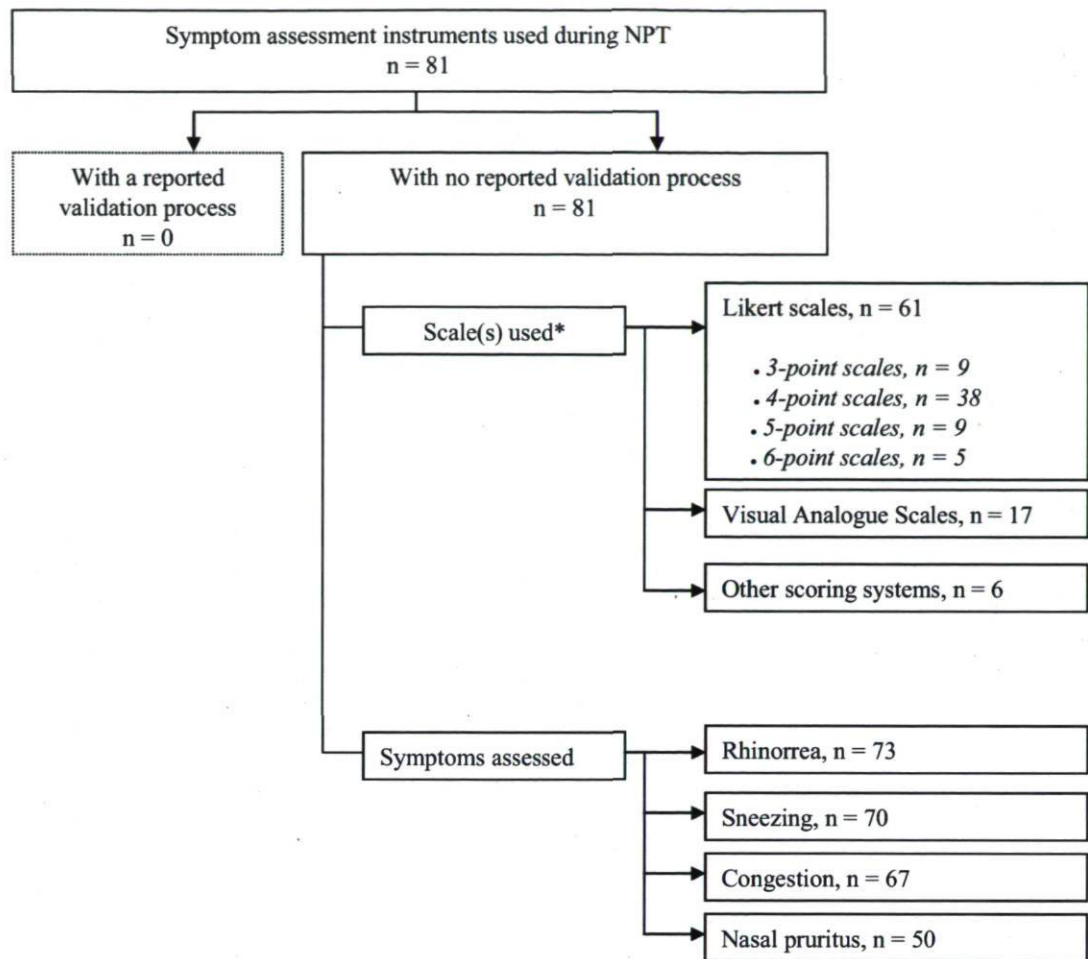 Symptom assessment instruments used during NPT
n = 81
With a reported
validation process
n = 0
With no reported validation process
n = 81
Scale(s) used*
Likert scales, n = 61
• 3-point scales, n = 9
• 4-point scales, n = 38
• 5-point scales, n = 9
• 6-point scales, n = 5
Visual Analogue Scales, n = 17
Other scoring systems, n = 6
Symptoms assessed
Rhinorrea, n = 73
Sneezing, n = 70
Congestion, n = 67
Nasal pruritus, n = 50